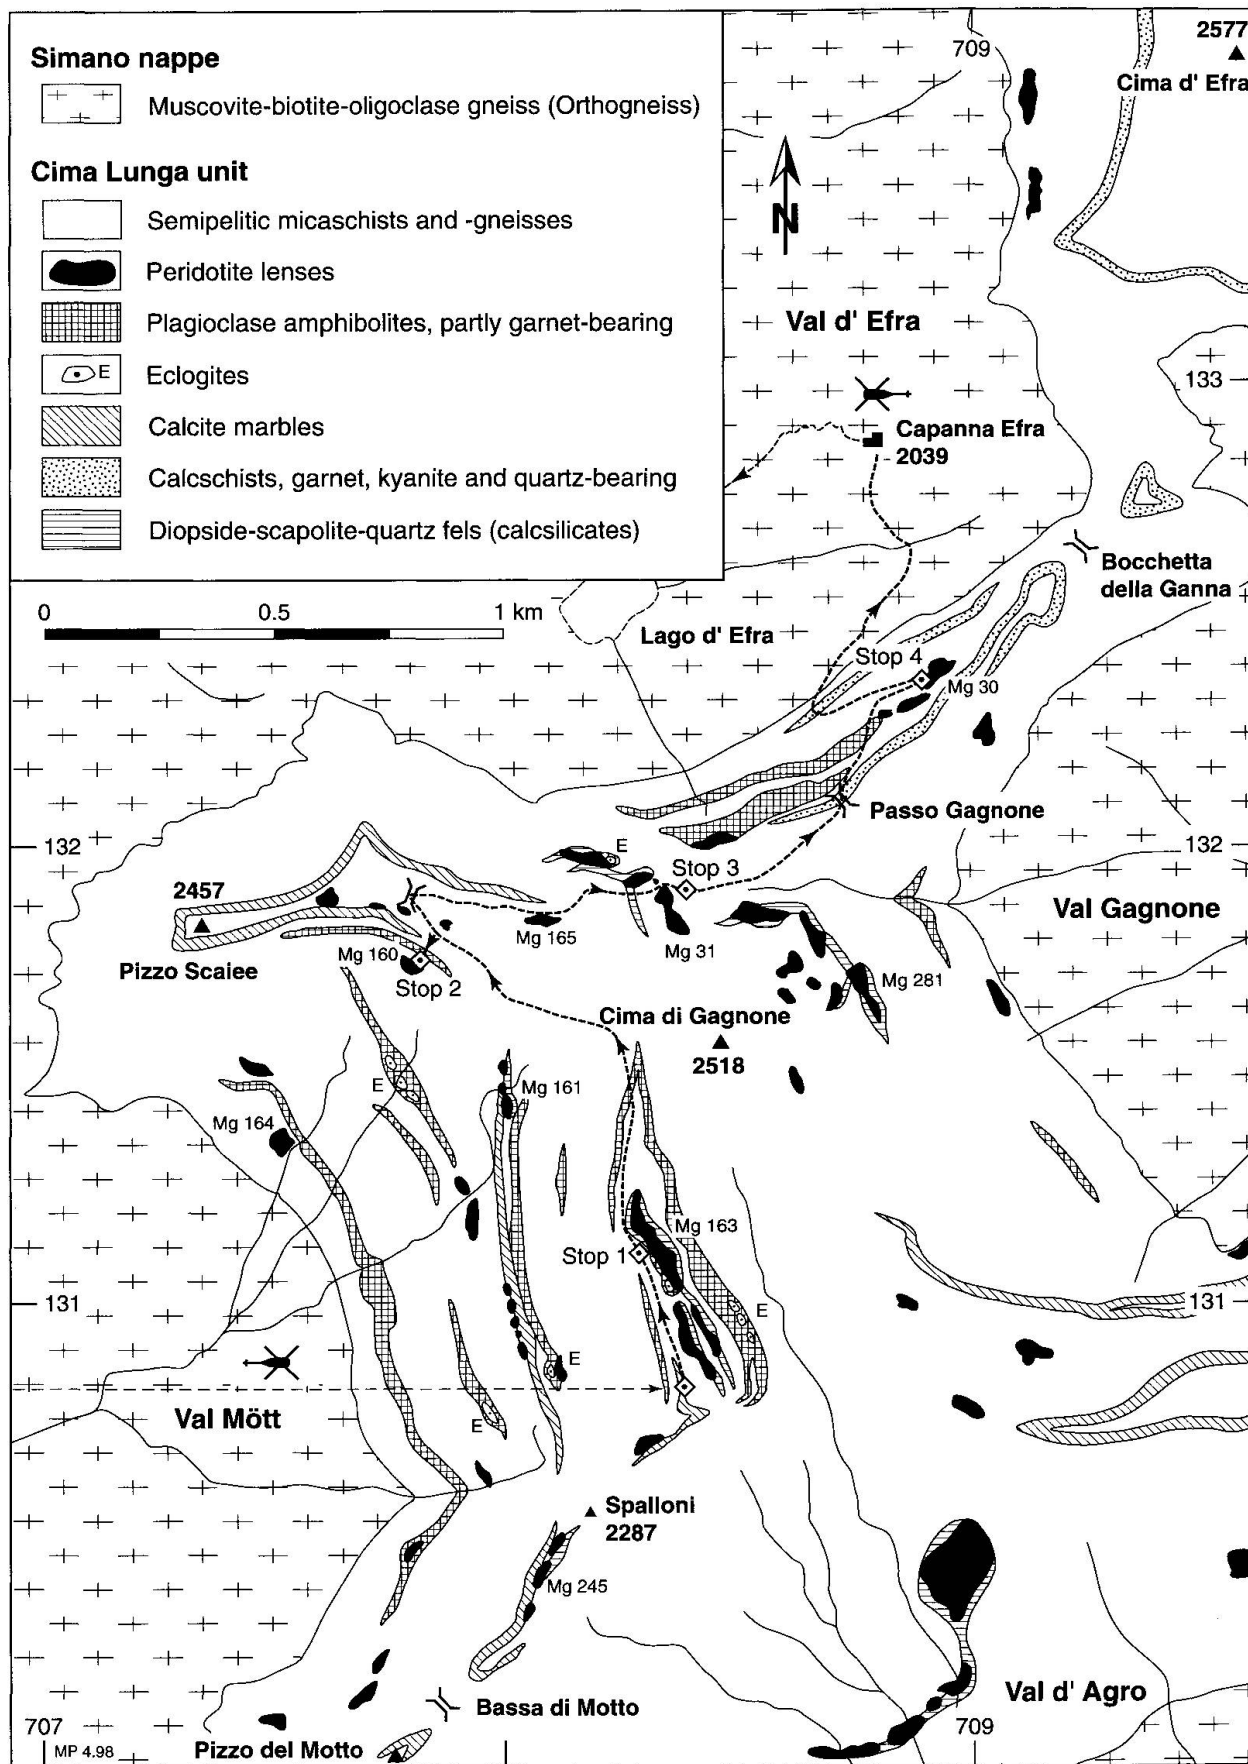 Simano nappe
Muscovite-biotite-oligoclase gneiss (Orthogneiss)
Cima Lunga unit
Semipelitic micaschists and -gneisses
Peridotite lenses
Plagioclase amphibolites, partly garnet-bearing
E
Eclogites
Calcite marbles
Calcschists, garnet, kyanite and quartz-bearing
Diopside-scapolite-quartz fels (calcsilicates)
0 0.5 1 km
709
2577
Cima d' Efra
N
Val d' Efra
133
Capanna Efra
2039
Bocchetta
della Ganna
Lago d' Efra
Stop 4
Mg 30
Passo Gagnone
132
132
E
Stop 3
2457
Val Gagnone
Mg 165
Mg 31
Mg 160
Pizzo Scaiee
Stop 2
Mg 281
Cima di Gagnone
2518
E
Mg 161
Mg 164
Mg 163
Stop 1
131
E
131
E
Val Mött
E
Spalloni
2287
Mg 245
Val d' Agro
Bassa di Motto
707
709
MP 4.98
Pizzo del Motto